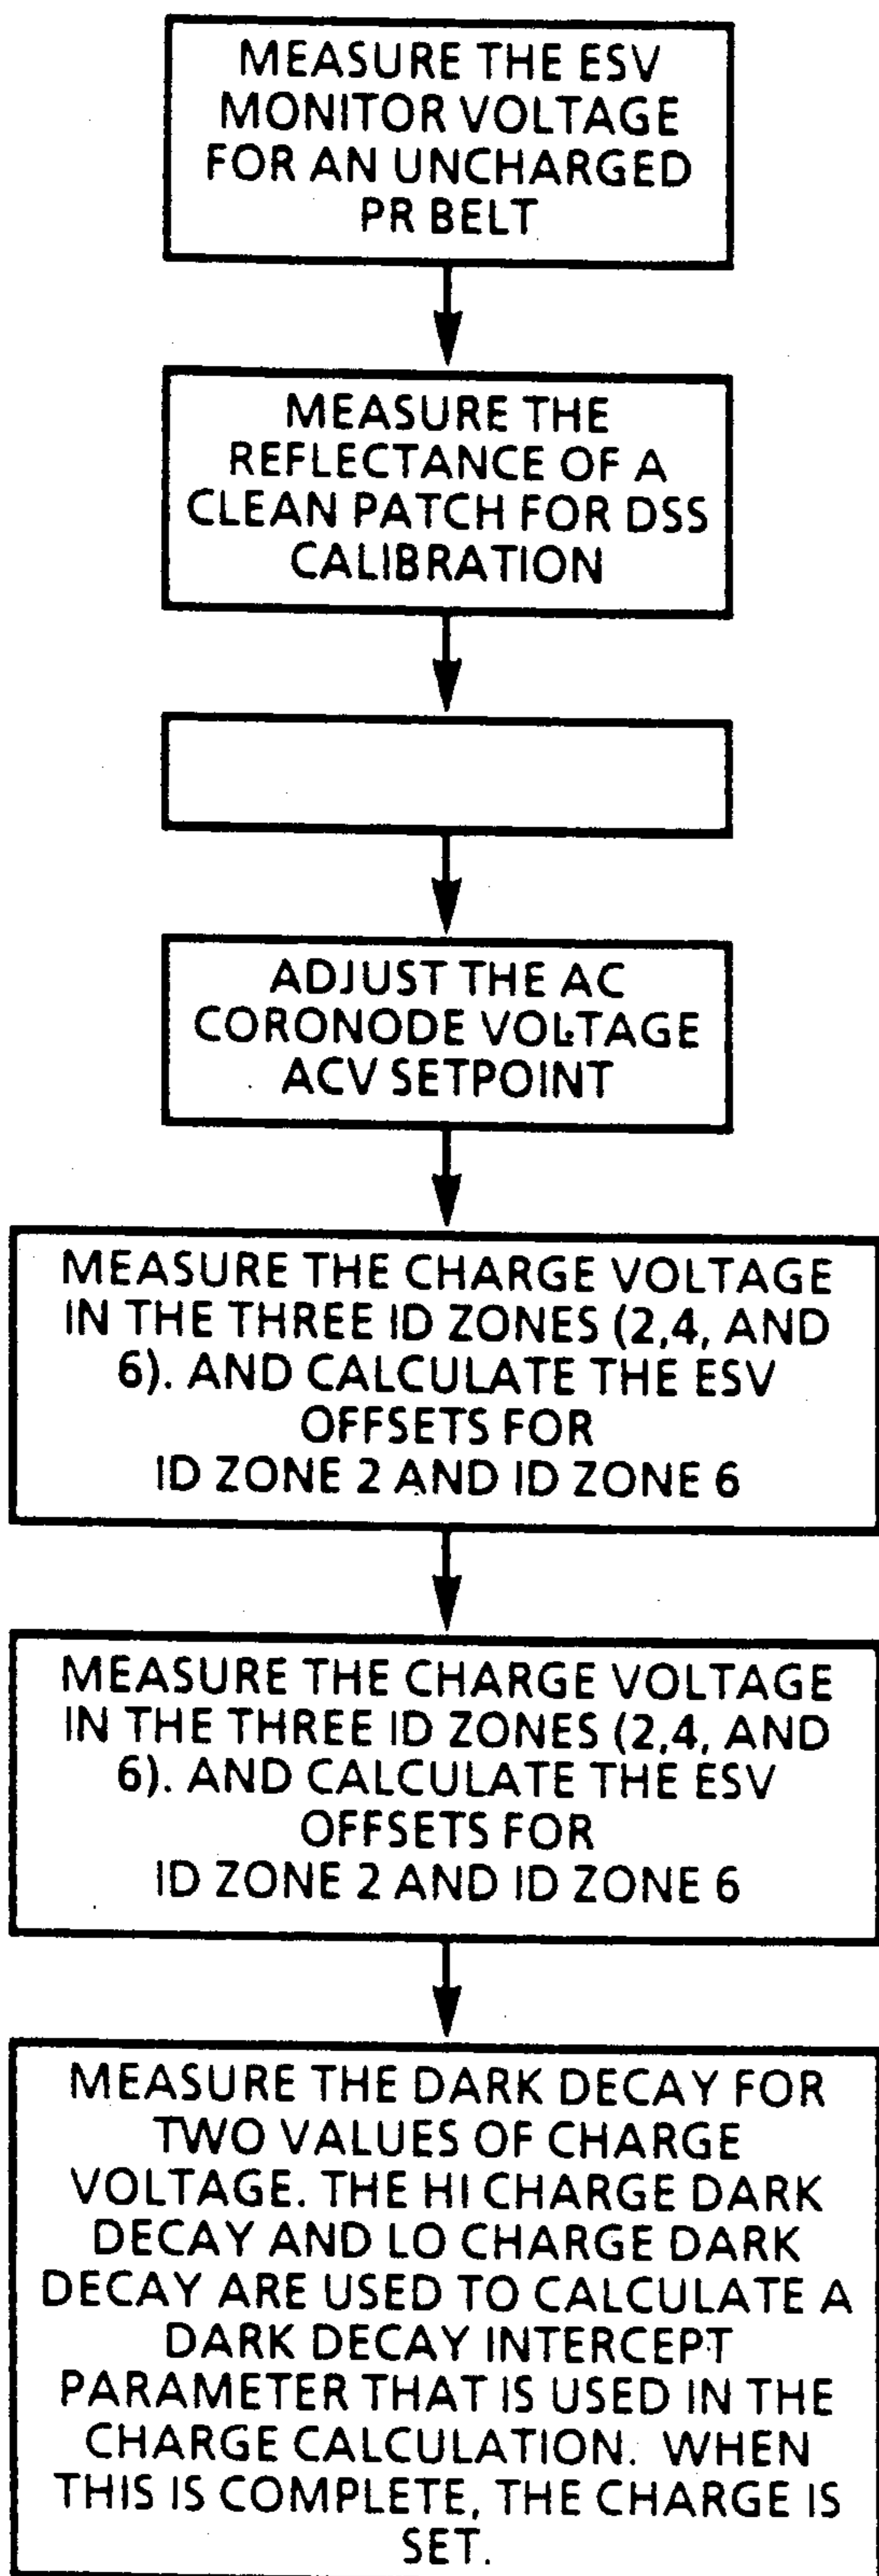 MEASURE THE ESV
MONITOR VOLTAGE
FOR AN UNCHARGED
PR BELT
MEASURE THE
REFLECTANCE OF A
CLEAN PATCH FOR DSS
CALIBRATION
ADJUST THE AC
CORONODE VOLTAGE
ACV SETPOINT
MEASURE THE CHARGE VOLTAGE
IN THE THREE ID ZONES (2,4, AND
6). AND CALCULATE THE ESV
OFFSETS FOR
ID ZONE 2 AND ID ZONE 6
MEASURE THE CHARGE VOLTAGE
IN THE THREE ID ZONES (2,4, AND
6). AND CALCULATE THE ESV
OFFSETS FOR
ID ZONE 2 AND ID ZONE 6
MEASURE THE DARK DECAY FOR
TWO VALUES OF CHARGE
VOLTAGE. THE HI CHARGE DARK
DECAY AND LO CHARGE DARK
DECAY ARE USED TO CALCULATE A
DARK DECAY INTERCEPT
PARAMETER THAT IS USED IN THE
CHARGE CALCULATION. WHEN
THIS IS COMPLETE, THE CHARGE IS
SET.